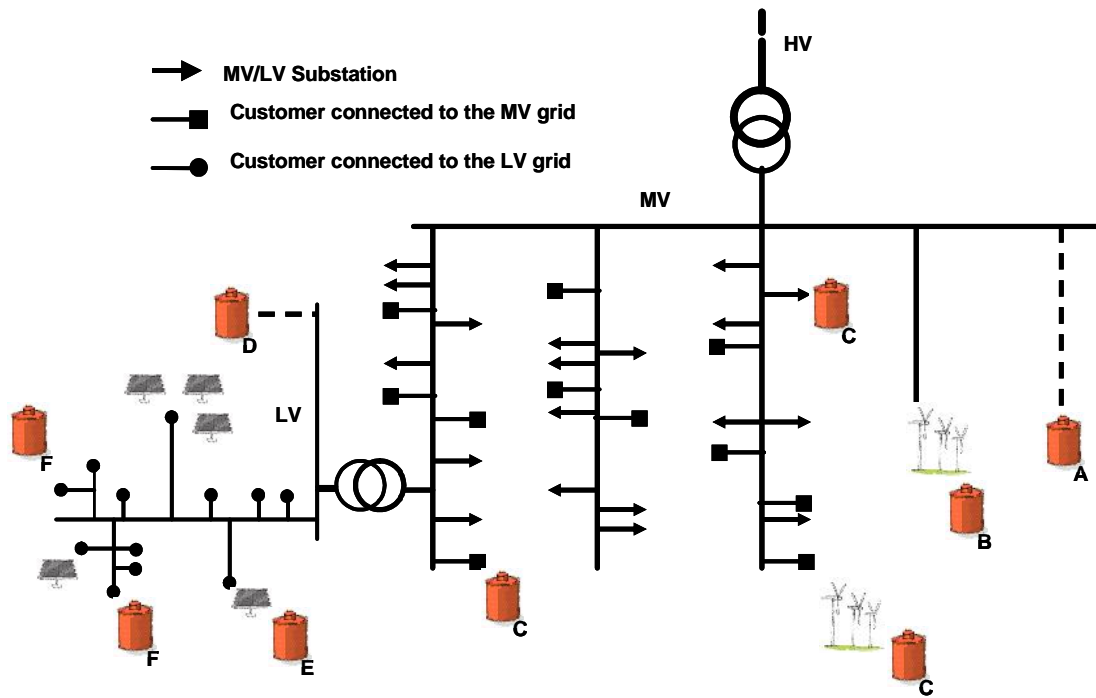 HV
MV/LV Substation
Customer connected to the MV grid
Customer connected to the LV grid
MV
D
C
LV
F
A
B
C
F
E
C